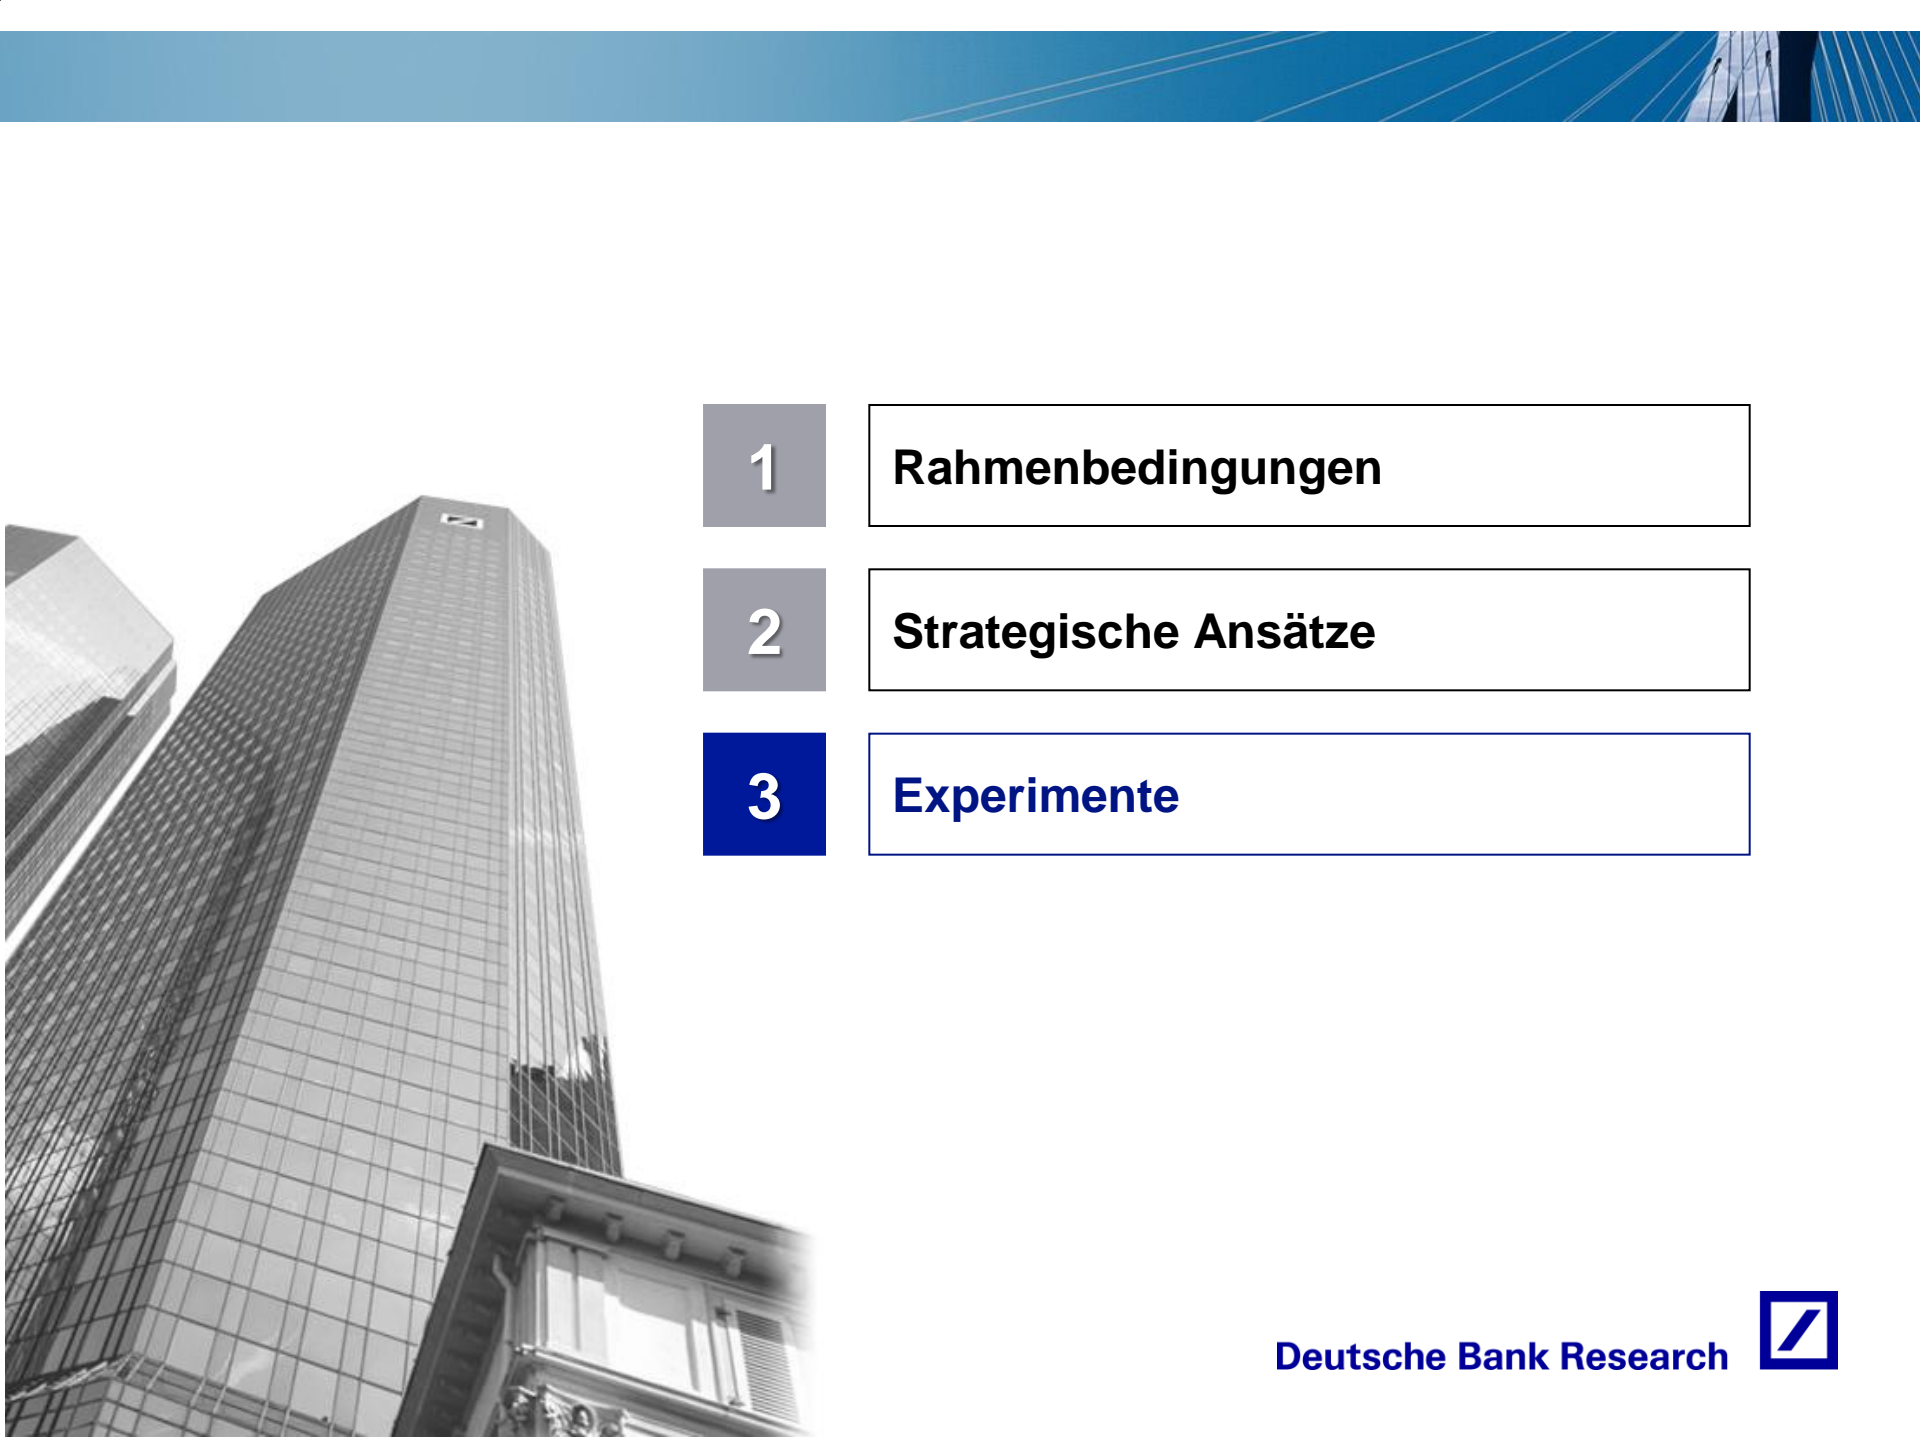 1
Rahmenbedingungen
2
Strategische Ansätze
3
Experimente
Deutsche Bank Research